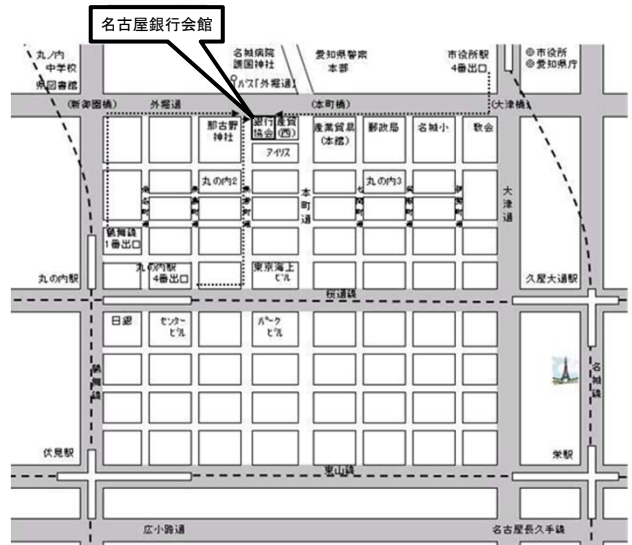 名古屋銀行会館
丸ノ内
中学校
県図書館
名城病院
護国神社
バス「外堀通」
愛知県警察
本部
市役所駅
4番出口
◎市役所
◎愛知県庁
(新御園橋)
外堀通
(本町橋)
(大津橋)
那古野
神社
銀行
協会
産貿
(西)
産業貿易
(本館)
郵政局
名城小
教会
アイリス
丸の内2
本町通
丸の内3
大津通
鶴舞線
1番出口
丸の内駅
4番出口
東京海上
ビル
丸の内駅
久屋大通駅
桜通線
日銀
センター
ビル
パーク
ビル
鶴舞線
名城線
伏見駅
栄駅
東山線
広小路通
名古屋長久手線